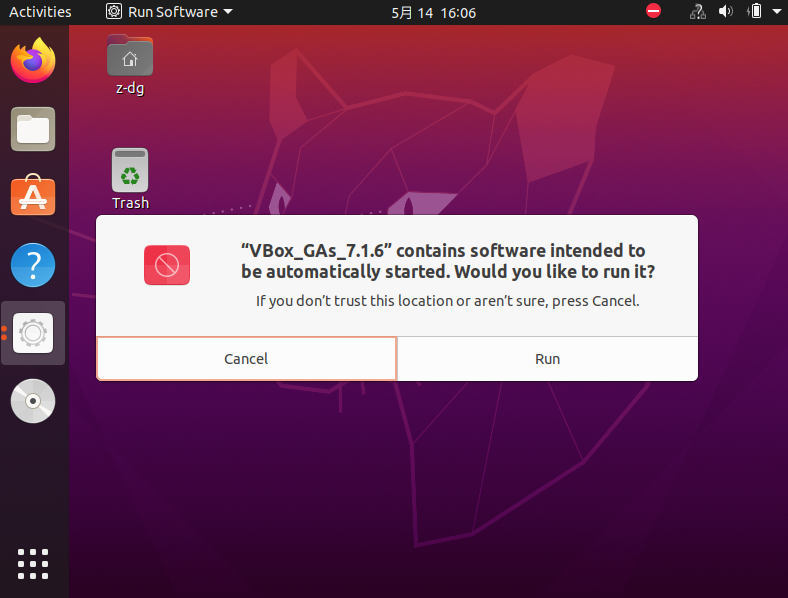 Activities
Run Software
5月 14 16:06
z-dg
Trash
“VBox_GAs_7.1.6” contains software intended to
be automatically started. Would you like to run it?
If you don’t trust this location or aren’t sure, press Cancel.
Cancel
Run